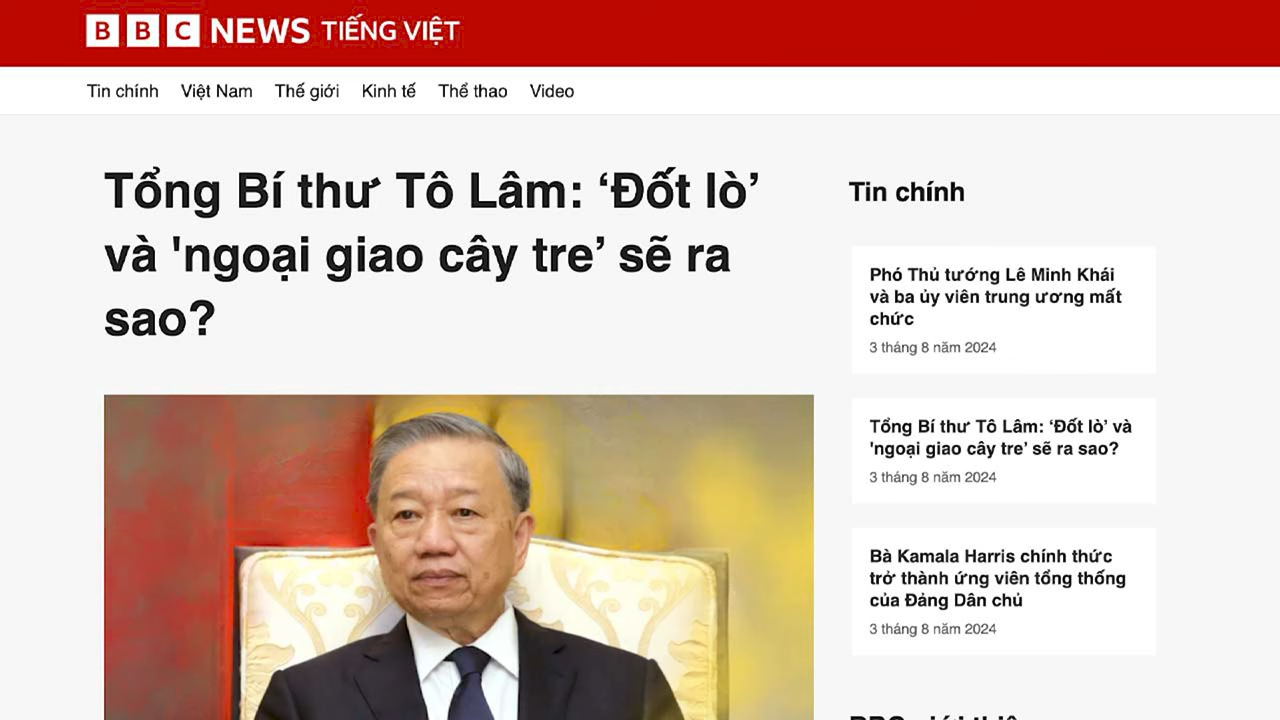 BBC NEWS TIẾNG VIỆT
Tin chính Việt Nam Thế giới Kinh tế Thể thao Video
Tổng Bí thư Tô Lâm: ‘Đốt lò’
và 'ngoại giao cây tre’ sẽ ra
sao?
Tin chính
Phó Thủ tướng Lê Minh Khái
và ba ủy viên trung ương mất
chức
3 tháng 8 năm 2024
Tổng Bí thư Tô Lâm: ‘Đốt lò’ và
'ngoại giao cây tre’ sẽ ra sao?
3 tháng 8 năm 2024
Bà Kamala Harris chính thức
trở thành ứng viên tổng thống
của Đảng Dân chủ
3 tháng 8 năm 2024